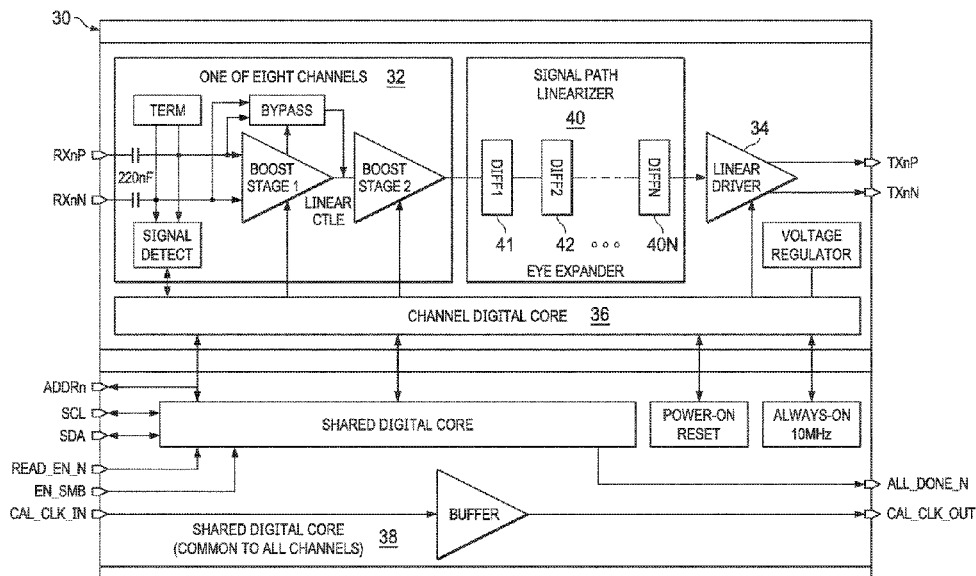 30
ONE OF EIGHT CHANNELS 32
TERM
BYPASS
RXnP
220nF
RXnN
BOOST
STAGE 1
BOOST
STAGE 2
LINEAR
CTLE
SIGNAL
DETECT
SIGNAL PATH
LINEARIZER
40
DIFF1
DIFF2
DIFFN
41
42
40N
EYE EXPANDER
34
LINEAR
DRIVER
TXnP
TXnN
VOLTAGE
REGULATOR
CHANNEL DIGITAL CORE 36
ADDRn
SCL
SDA
SHARED DIGITAL CORE
POWER-ON
RESET
ALWAYS-ON
10MHz
READ_EN_N
EN_SMB
CAL_CLK_IN
BUFFER
ALL_DONE_N
CAL_CLK_OUT
SHARED DIGITAL CORE
(COMMON TO ALL CHANNELS) 38